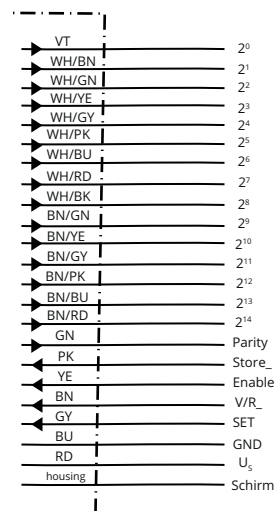 VT 2⁰
WH/BN 2¹
WH/GN 2²
WH/YE 2³
WH/GY 2⁴
WH/PK 2⁵
WH/BU 2⁶
WH/RD 2⁷
WH/BK 2⁸
BN/GN 2⁹
BN/YE 2¹⁰
BN/GY 2¹¹
BN/PK 2¹²
BN/BU 2¹³
BN/RD 2¹⁴
GN Parity
PK Store_
YE Enable
BN V/R_
GY SET
BU GND
RD Uₛ
housing Schirm